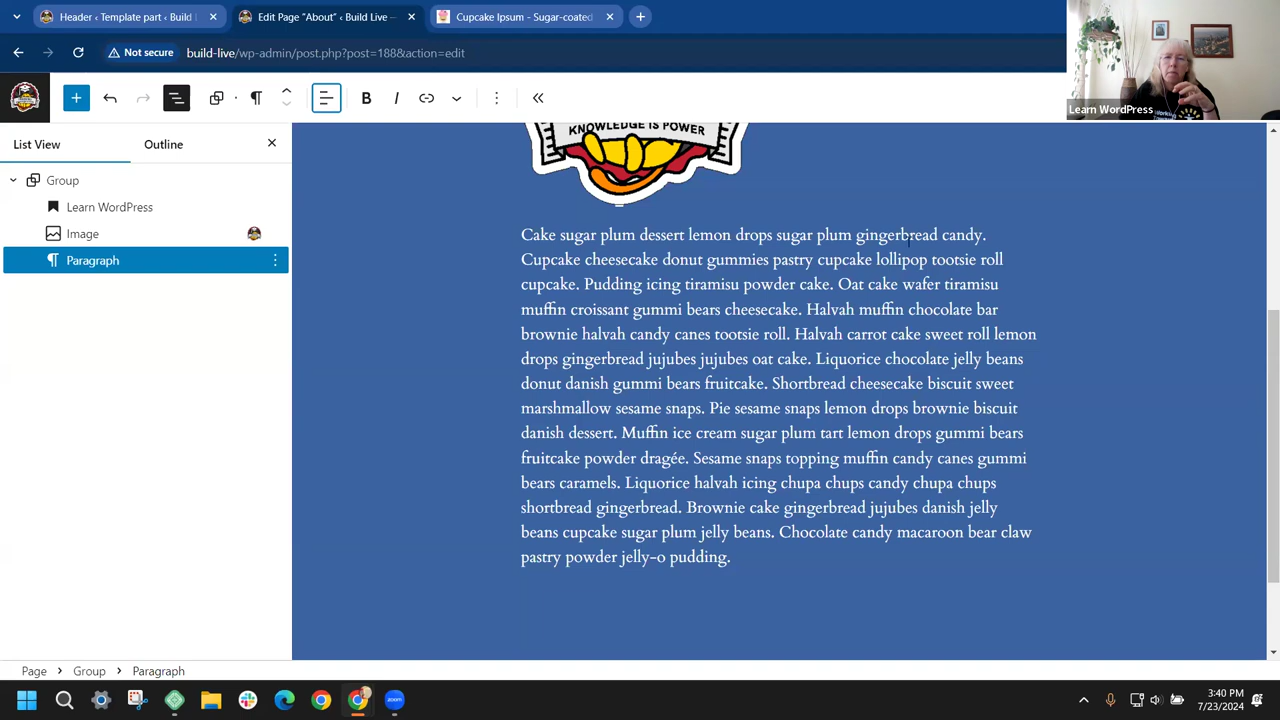 Header ‹ Template part ‹ Build
Edit Page "About" ‹ Build Live —
Cupcake Ipsum - Sugar-coated
Not secure
build-live/wp-admin/post.php?post=188&action=edit
Learn WordPress
List View
Outline
Group
Learn WordPress
Image
Paragraph
KNOWLEDGE IS POWER
Cake sugar plum dessert lemon drops sugar plum gingerbread candy.
Cupcake cheesecake donut gummies pastry cupcake lollipop tootsie roll
cupcake. Pudding icing tiramisu powder cake. Oat cake wafer tiramisu
muffin croissant gummi bears cheesecake. Halvah muffin chocolate bar
brownie halvah candy canes tootsie roll. Halvah carrot cake sweet roll lemon
drops gingerbread jujubes jujubes oat cake. Liquorice chocolate jelly beans
donut danish gummi bears fruitcake. Shortbread cheesecake biscuit sweet
marshmallow sesame snaps. Pie sesame snaps lemon drops brownie biscuit
danish dessert. Muffin ice cream sugar plum tart lemon drops gummi bears
fruitcake powder dragée. Sesame snaps topping muffin candy canes gummi
bears caramels. Liquorice halvah icing chupa chups candy chupa chups
shortbread gingerbread. Brownie cake gingerbread jujubes danish jelly
beans cupcake sugar plum jelly beans. Chocolate candy macaroon bear claw
pastry powder jelly-o pudding.
Page
Group
Paragraph
zoom
3:40 PM
7/23/2024